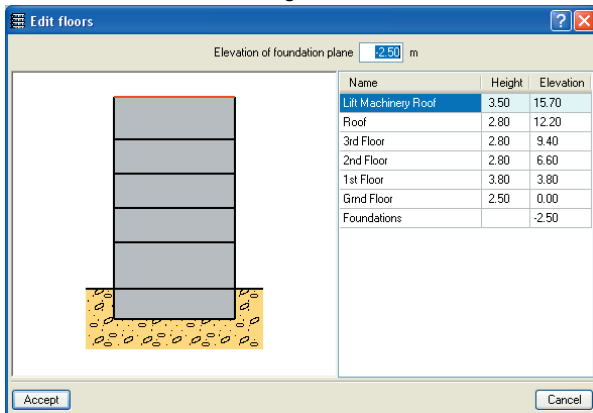 Edit floors
Elevation of foundation plane -2.50 m
Name Height Elevation
Lift Machinery Roof 3.50 15.70
Roof 2.80 12.20
3rd Floor 2.80 9.40
2nd Floor 2.80 6.60
1st Floor 3.80 3.80
Grnd Floor 2.50 0.00
Foundations -2.50
Accept Cancel